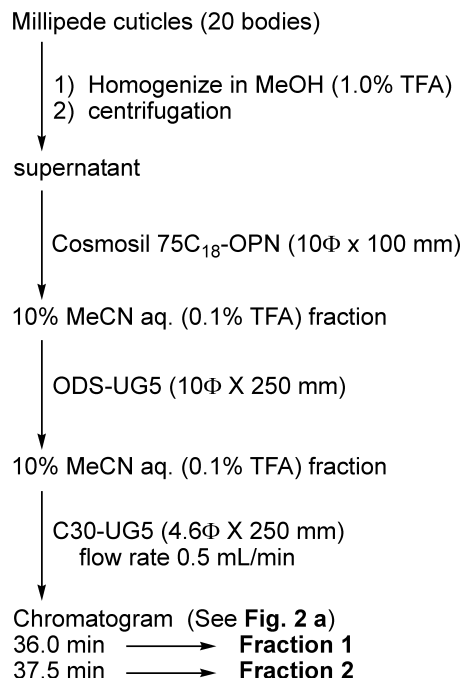 Millipede cuticles (20 bodies)
1) Homogenize in MeOH (1.0% TFA)
2) centrifugation
supernatant
Cosmosil 75C₁₈-OPN (10Φ x 100 mm)
10% MeCN aq. (0.1% TFA) fraction
ODS-UG5 (10Φ X 250 mm)
10% MeCN aq. (0.1% TFA) fraction
C30-UG5 (4.6Φ X 250 mm)
flow rate 0.5 mL/min
Chromatogram (See Fig. 2 a)
36.0 min Fraction 1
37.5 min Fraction 2